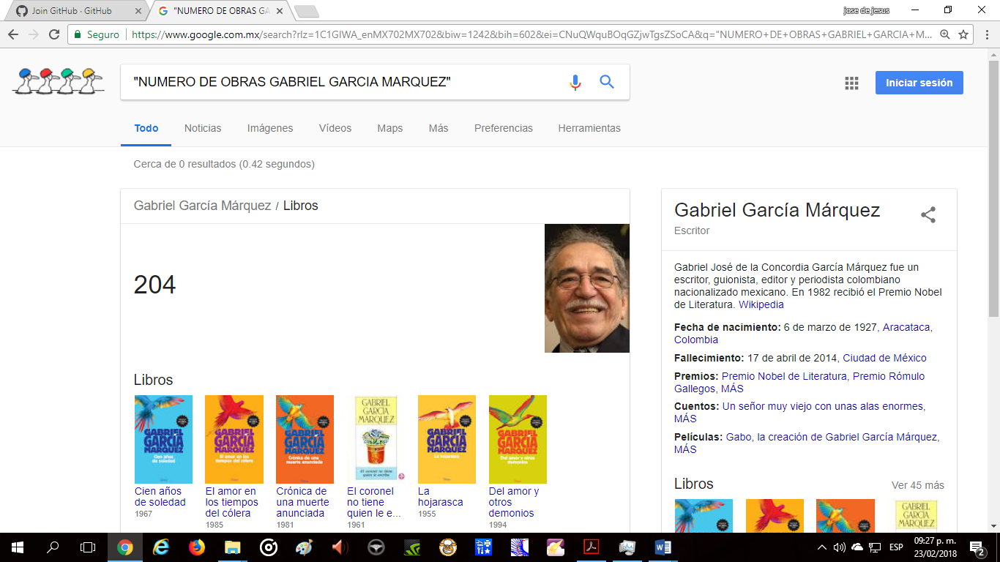 Join GitHub · GitHub
"NUMERO DE OBRAS GA
jose de jesus
Seguro
https://www.google.com.mx/search?rlz=1C1GIWA_enMX702MX702&biw=1242&bih=602&ei=CNuQWquBOqGZjwTgsZSoCA&q="NUMERO+DE+OBRAS+GABRIEL+GARCIA+M...
"NUMERO DE OBRAS GABRIEL GARCIA MARQUEZ"
Iniciar sesión
Todo Noticias Imágenes Vídeos Maps Más Preferencias Herramientas
Cerca de 0 resultados (0.42 segundos)
Gabriel García Márquez / Libros
204
Libros
GABRIEL GARCÍA MÁRQUEZ
Cien años de soledad
GABRIEL GARCÍA MÁRQUEZ
El amor en los tiempos del cólera
GABRIEL GARCÍA MÁRQUEZ
Crónica de una muerte anunciada
GABRIEL
GARCÍA
MÁRQUEZ
El coronel no tiene quien le escriba
GABRIEL GARCÍA MÁRQUEZ
La hojarasca
GABRIEL GARCÍA MÁRQUEZ
Del amor y otros demonios
Cien años
de soledad
1967
El amor en
los tiempos
del cólera
1985
Crónica de
una muerte
anunciada
1981
El coronel
no tiene
quien le e...
1961
La
hojarasca
1955
Del amor y
otros
demonios
1994
Gabriel García Márquez
Escritor
Gabriel José de la Concordia García Márquez fue un
escritor, guionista, editor y periodista colombiano
nacionalizado mexicano. En 1982 recibió el Premio Nobel
de Literatura. Wikipedia
Fecha de nacimiento: 6 de marzo de 1927, Aracataca,
Colombia
Fallecimiento: 17 de abril de 2014, Ciudad de México
Premios: Premio Nobel de Literatura, Premio Rómulo
Gallegos, MÁS
Cuentos: Un señor muy viejo con unas alas enormes,
MÁS
Películas: Gabo, la creación de Gabriel García Márquez,
MÁS
Libros
Ver 45 más
GABRIEL
GARCÍA
MÁRQUEZ
ESP
09:27 p. m.
23/02/2018
2